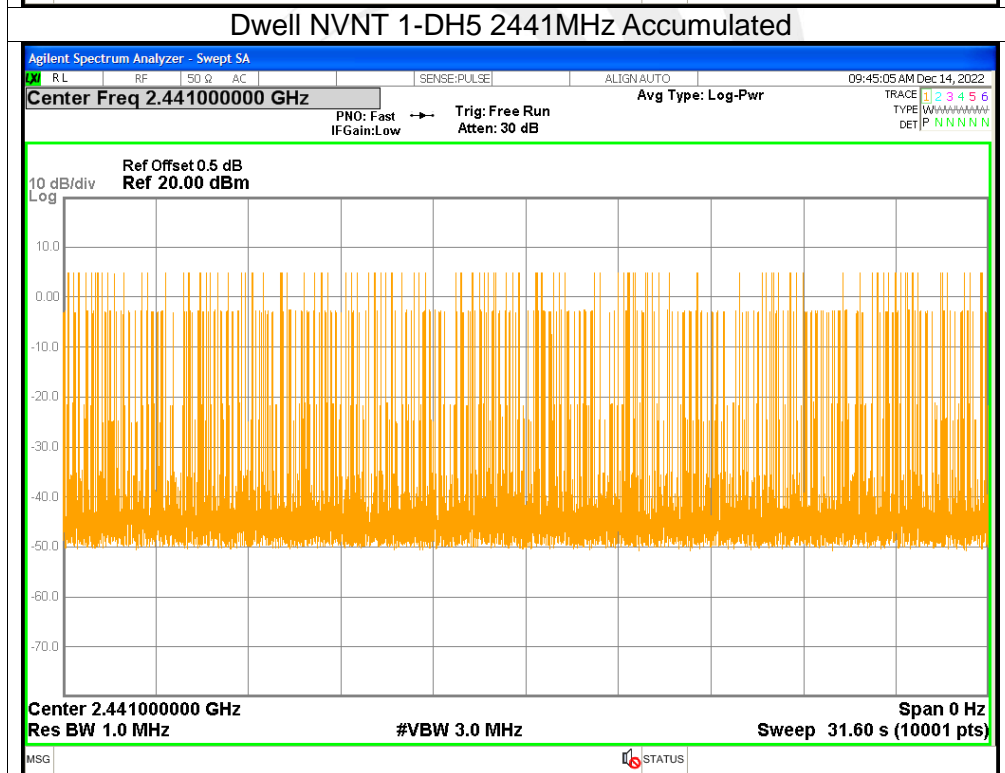 Dwell NVNT 1-DH5 2441MHz Accumulated
Agilent Spectrum Analyzer - Swept SA
LXI RL RF 50 Ω AC SENSE:PULSE ALIGN AUTO 09:45:05 AM Dec 14, 2022
Center Freq 2.441000000 GHz Avg Type: Log-Pwr TRACE 1 2 3 4 5 6
PNO: Fast Trig: Free Run TYPE WWWWWW
IFGain:Low Atten: 30 dB DET P N N N N N
Ref Offset 0.5 dB
10 dB/div Ref 20.00 dBm
Log
10.0
0.00
-10.0
-20.0
-30.0
-40.0
-50.0
-60.0
-70.0
Center 2.441000000 GHz Span 0 Hz
Res BW 1.0 MHz #VBW 3.0 MHz Sweep 31.60 s (10001 pts)
MSG STATUS